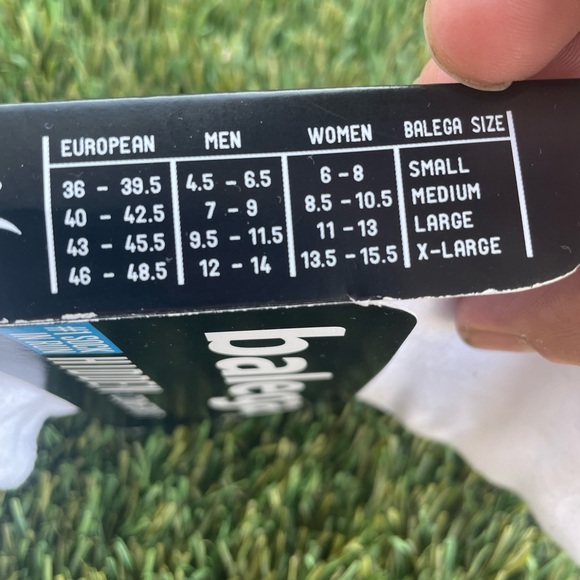 EUROPEAN MEN WOMEN BALEGA SIZE
36 - 39.5 4.5 - 6.5 6 - 8 SMALL
40 - 42.5 7 - 9 8.5 - 10.5 MEDIUM
43 - 45.5 9.5 - 11.5 11 - 13 LARGE
46 - 48.5 12 - 14 13.5 - 15.5 X-LARGE